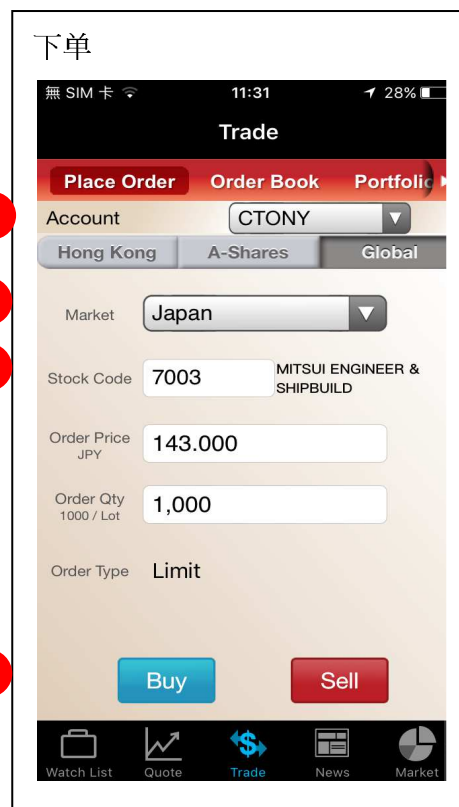 下单
無 SIM 卡 11:31 28%
Trade
Place Order Order Book Portfolio
Account CTONY
Hong Kong A-Shares Global
Market Japan
Stock Code 7003 MITSUI ENGINEER &
SHIPBUILD
Order Price 143.000
JPY
Order Qty 1,000
1000 / Lot
Order Type Limit
Buy Sell
Watch List Quote Trade News Market